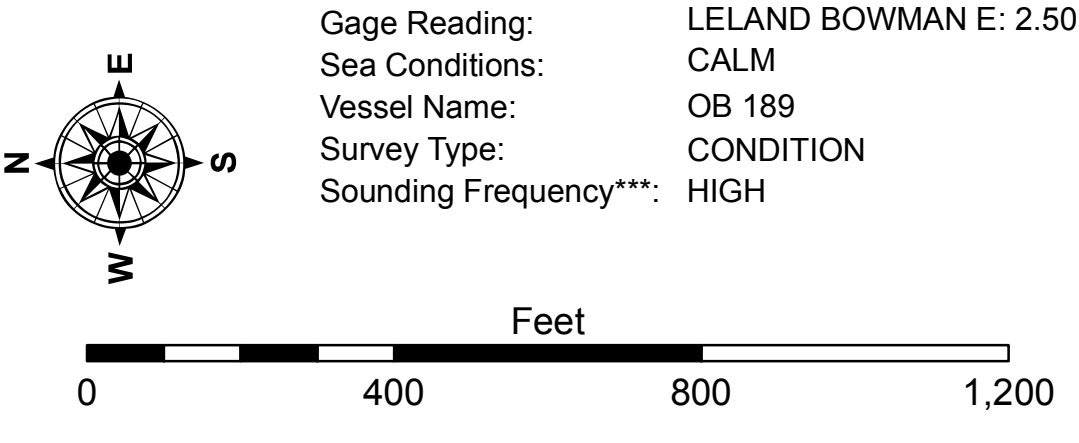 Gage Reading: LELAND BOWMAN E: 2.50
Sea Conditions: CALM
Vessel Name: OB 189
Survey Type: CONDITION
Sounding Frequency***: HIGH
E
N S
W
Feet
0 400 800 1,200